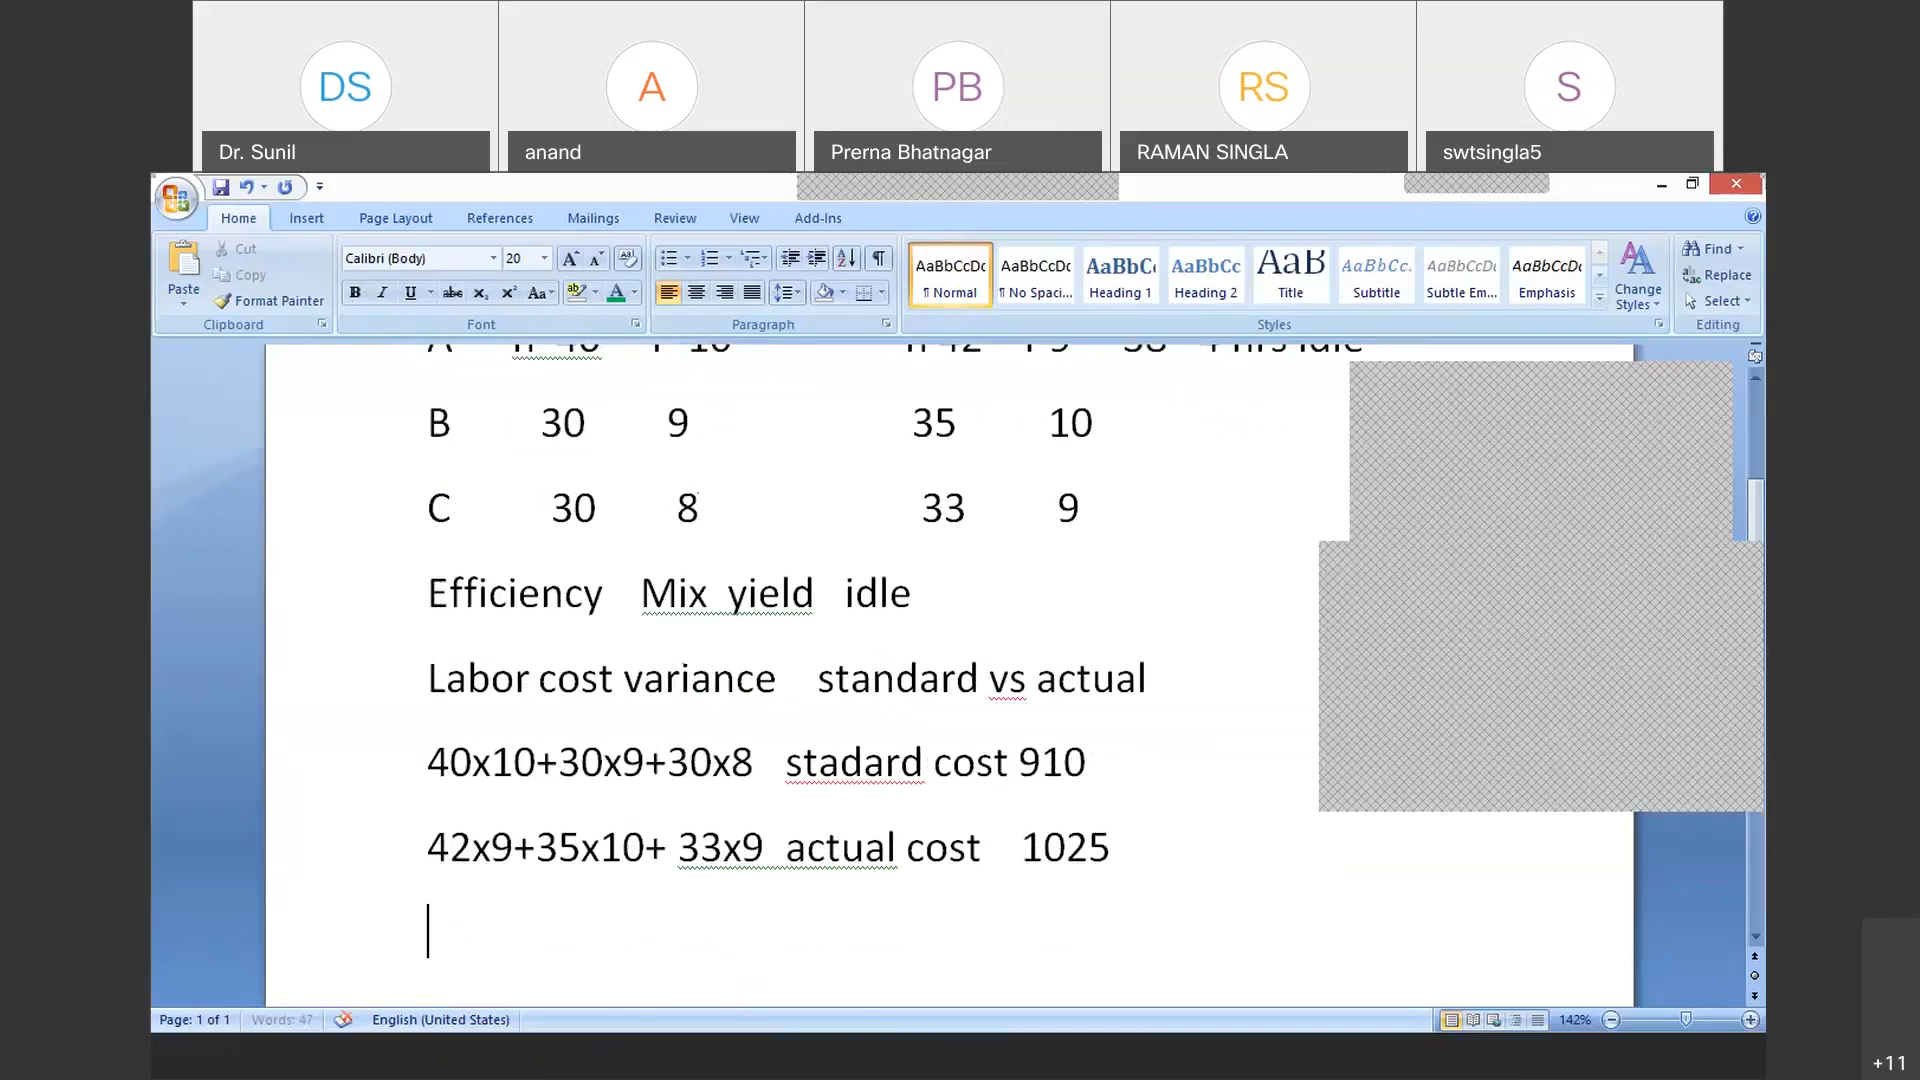 DS A PB RS S
Dr. Sunil anand Prerna Bhatnagar RAMAN SINGLA swtsingla5
Home Insert Page Layout References Mailings Review View Add-Ins
Paste
Cut
Copy
Format Painter
Clipboard
Calibri (Body) 20
Font
Paragraph
AaBbCcDc AaBbCcDc AaBbC AaBbCc AaB AaBbCc. AaBbCcDc AaBbCcDc
¶ Normal ¶ No Spaci... Heading 1 Heading 2 Title Subtitle Subtle Em... Emphasis
Change Styles
Styles
Find
Replace
Select
Editing
B 30 9 35 10
C 30 8 33 9
Efficiency Mix yield idle
Labor cost variance standard vs actual
40x10+30x9+30x8 stadard cost 910
42x9+35x10+ 33x9 actual cost 1025
Page: 1 of 1 Words: 47 English (United States) 142%
+11